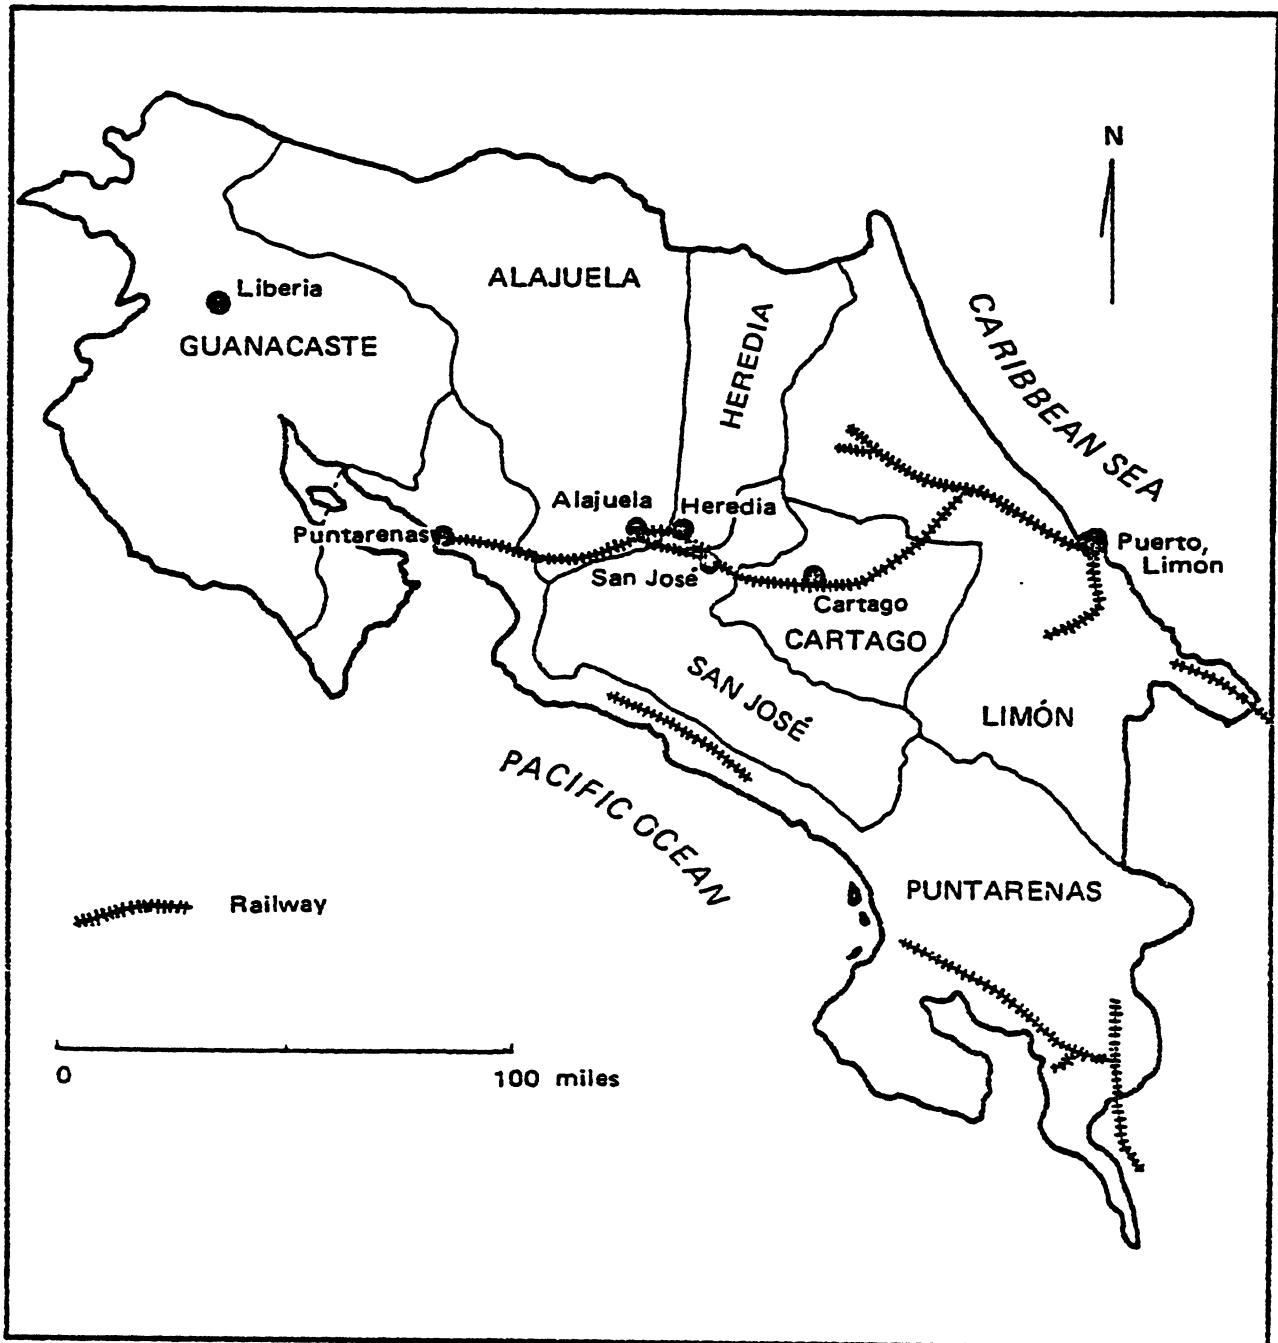 N
ALAJUELA
Liberia
GUANACASTE
HEREDIA
CARIBBEAN SEA
Alajuela
Heredia
Puntarenas
Puerto,
Limón
San José
Cartago
CARTAGO
SAN JOSÉ
LIMÓN
PACIFIC OCEAN
PUNTARENAS
Railway
0
100 miles